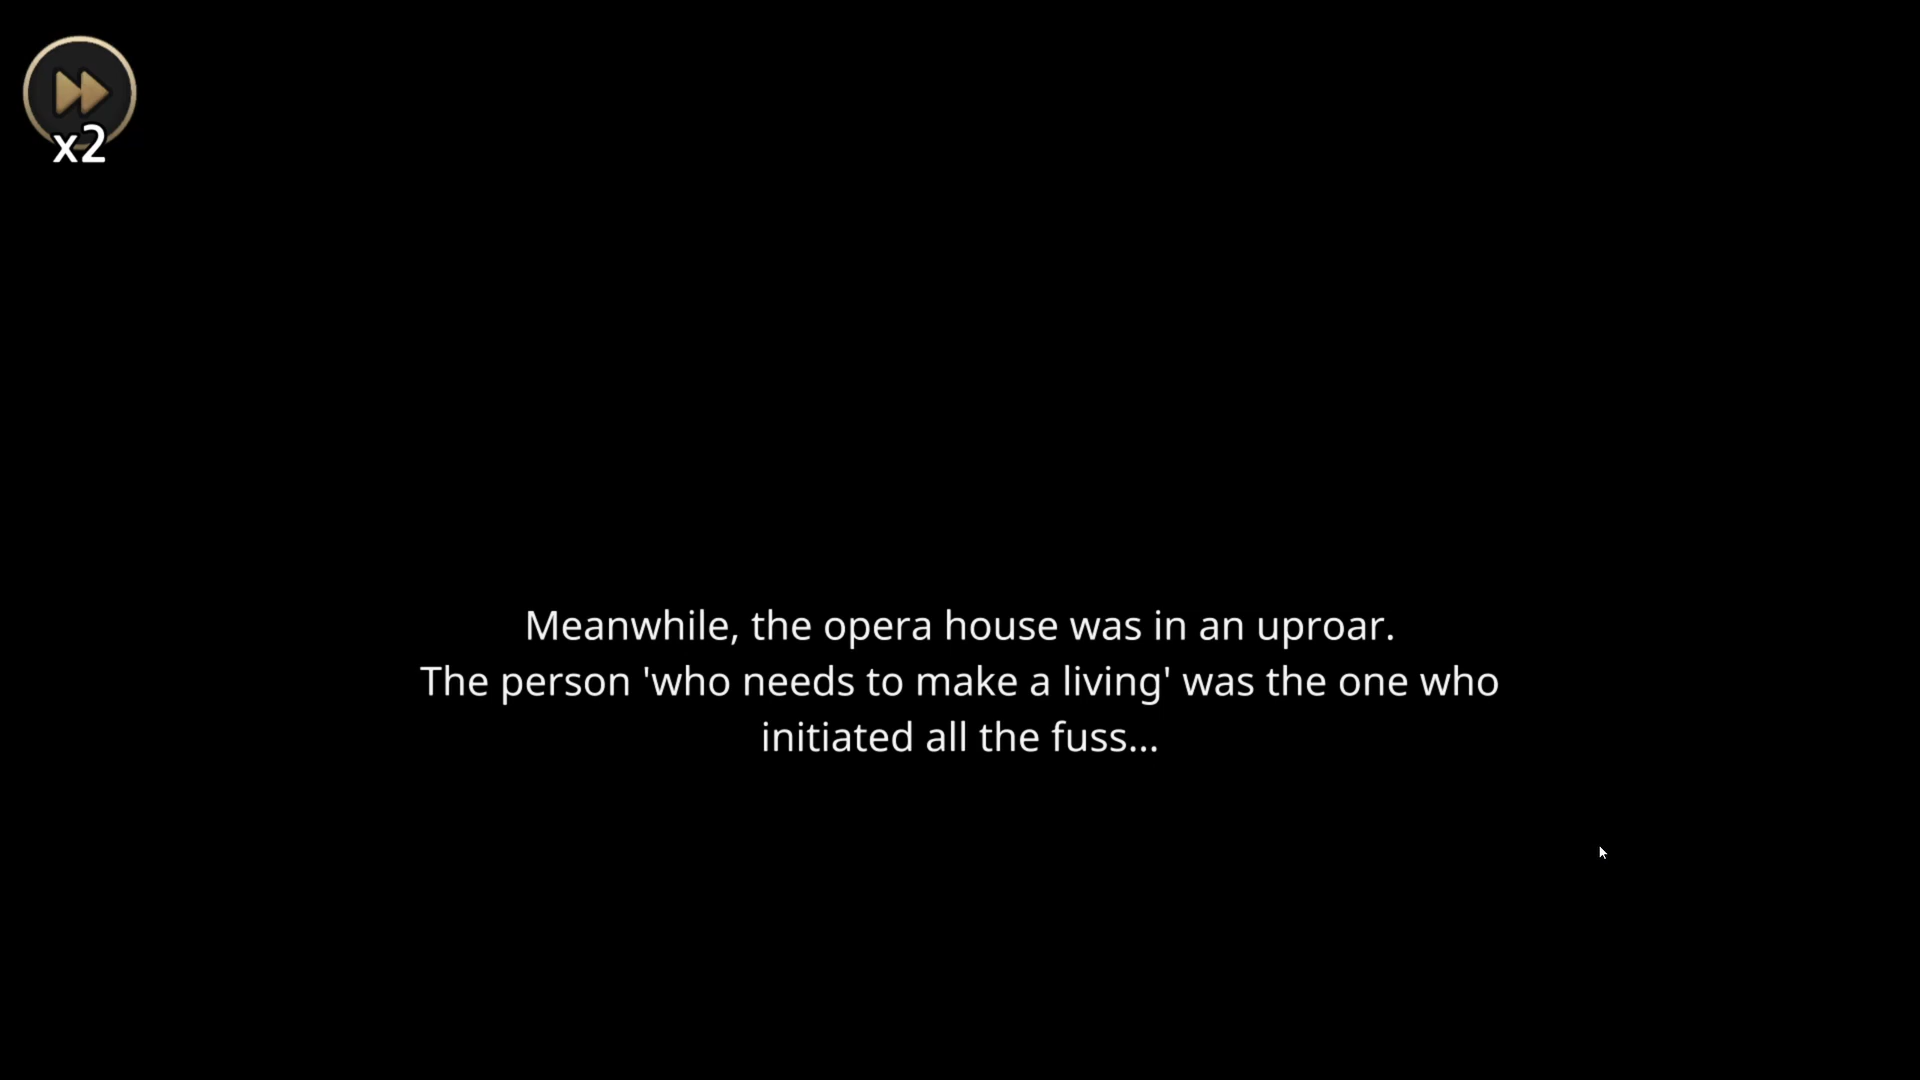 x2
Meanwhile, the opera house was in an uproar.
The person 'who needs to make a living' was the one who
initiated all the fuss...